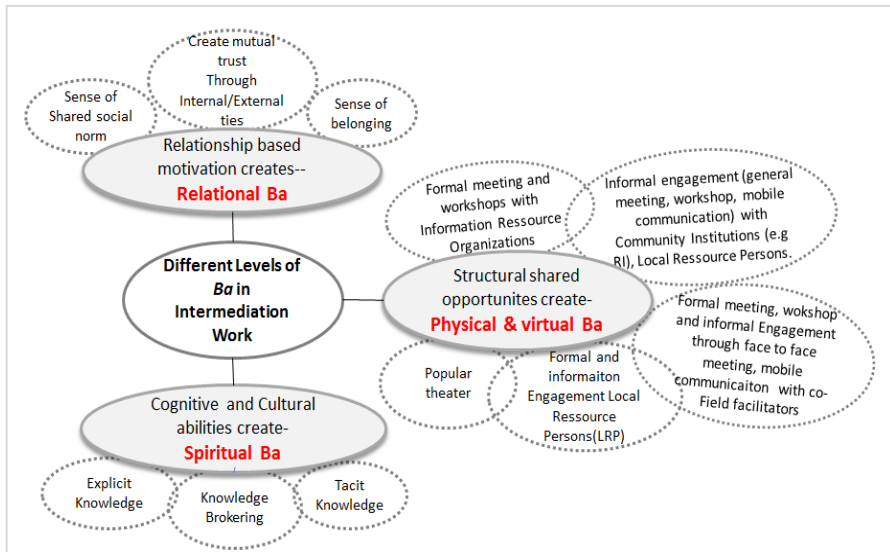 Create mutual trust
Through
Internal/External
ties
Sense of
Shared social
norm
Sense of
belonging
Relationship based
motivation creates--
Relational Ba
Formal meeting and
workshops with
Information Ressource
Organizations
Informal engagement (general
meeting, workshop, mobile
communication) with
Community Institutions (e.g
RI), Local Ressource Persons.
Different Levels of
Ba in
Intermediation
Work
Structural shared
opportunites create-
Physical & virtual Ba
Formal meeting, wokshop
and informal Engagement
through face to face
meeting, mobile
communicaiton with co-
Field facilitators
Popular
theater
Formal and
informaiton
Engagement Local
Ressource
Persons(LRP)
Cognitive and Cultural
abilities create-
Spiritual Ba
Explicit
Knowledge
Knowledge
Brokering
Tacit
Knowledge